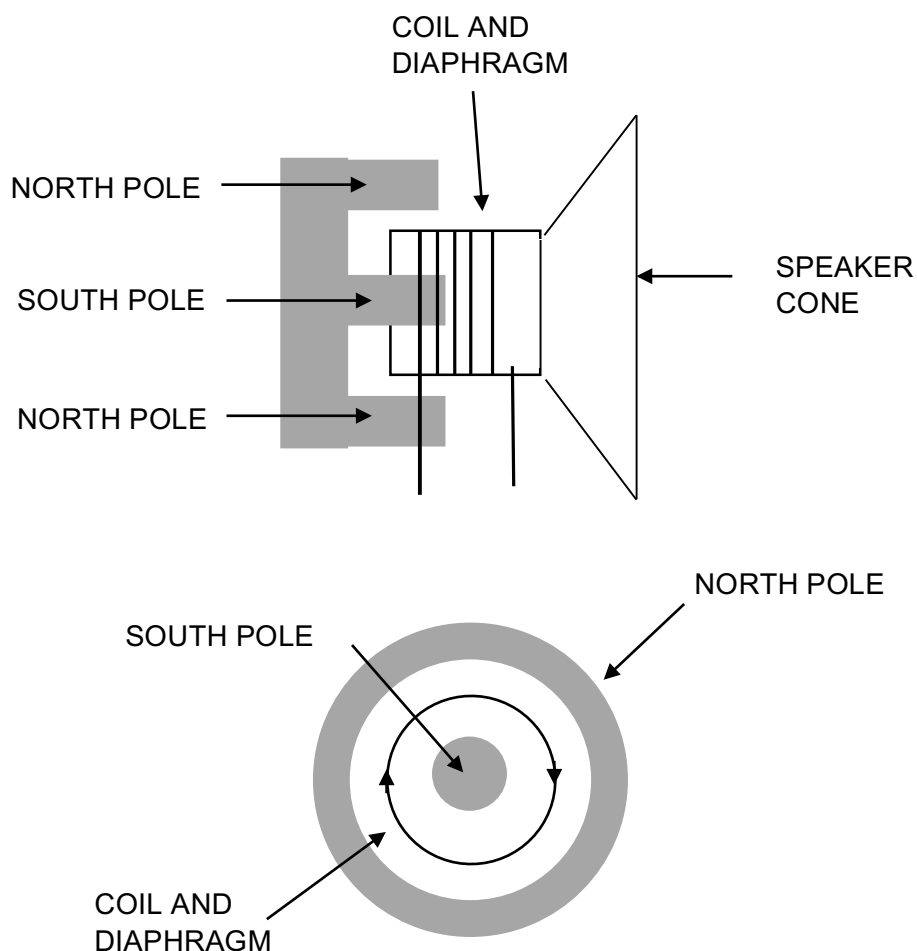 COIL AND
DIAPHRAGM
NORTH POLE
SOUTH POLE
SPEAKER
CONE
NORTH POLE
NORTH POLE
SOUTH POLE
COIL AND
DIAPHRAGM